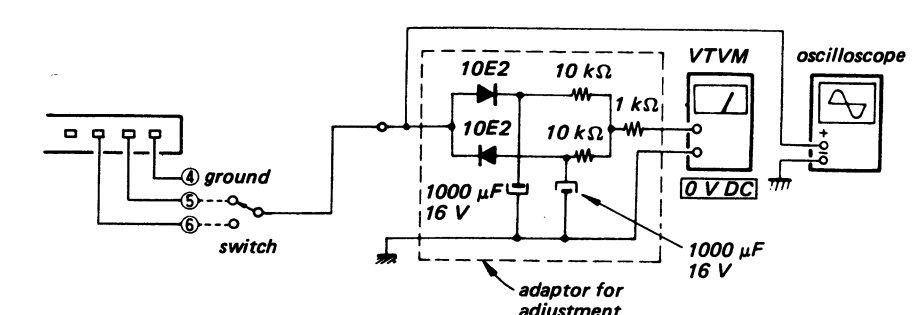 VTVM
oscilloscope
10E2
10 kΩ
1 kΩ
10E2
10 kΩ
+
−
④ ground
⑤
⑥
switch
1000 μF
16 V
0 V DC
1000 μF
16 V
adaptor for
adjustment